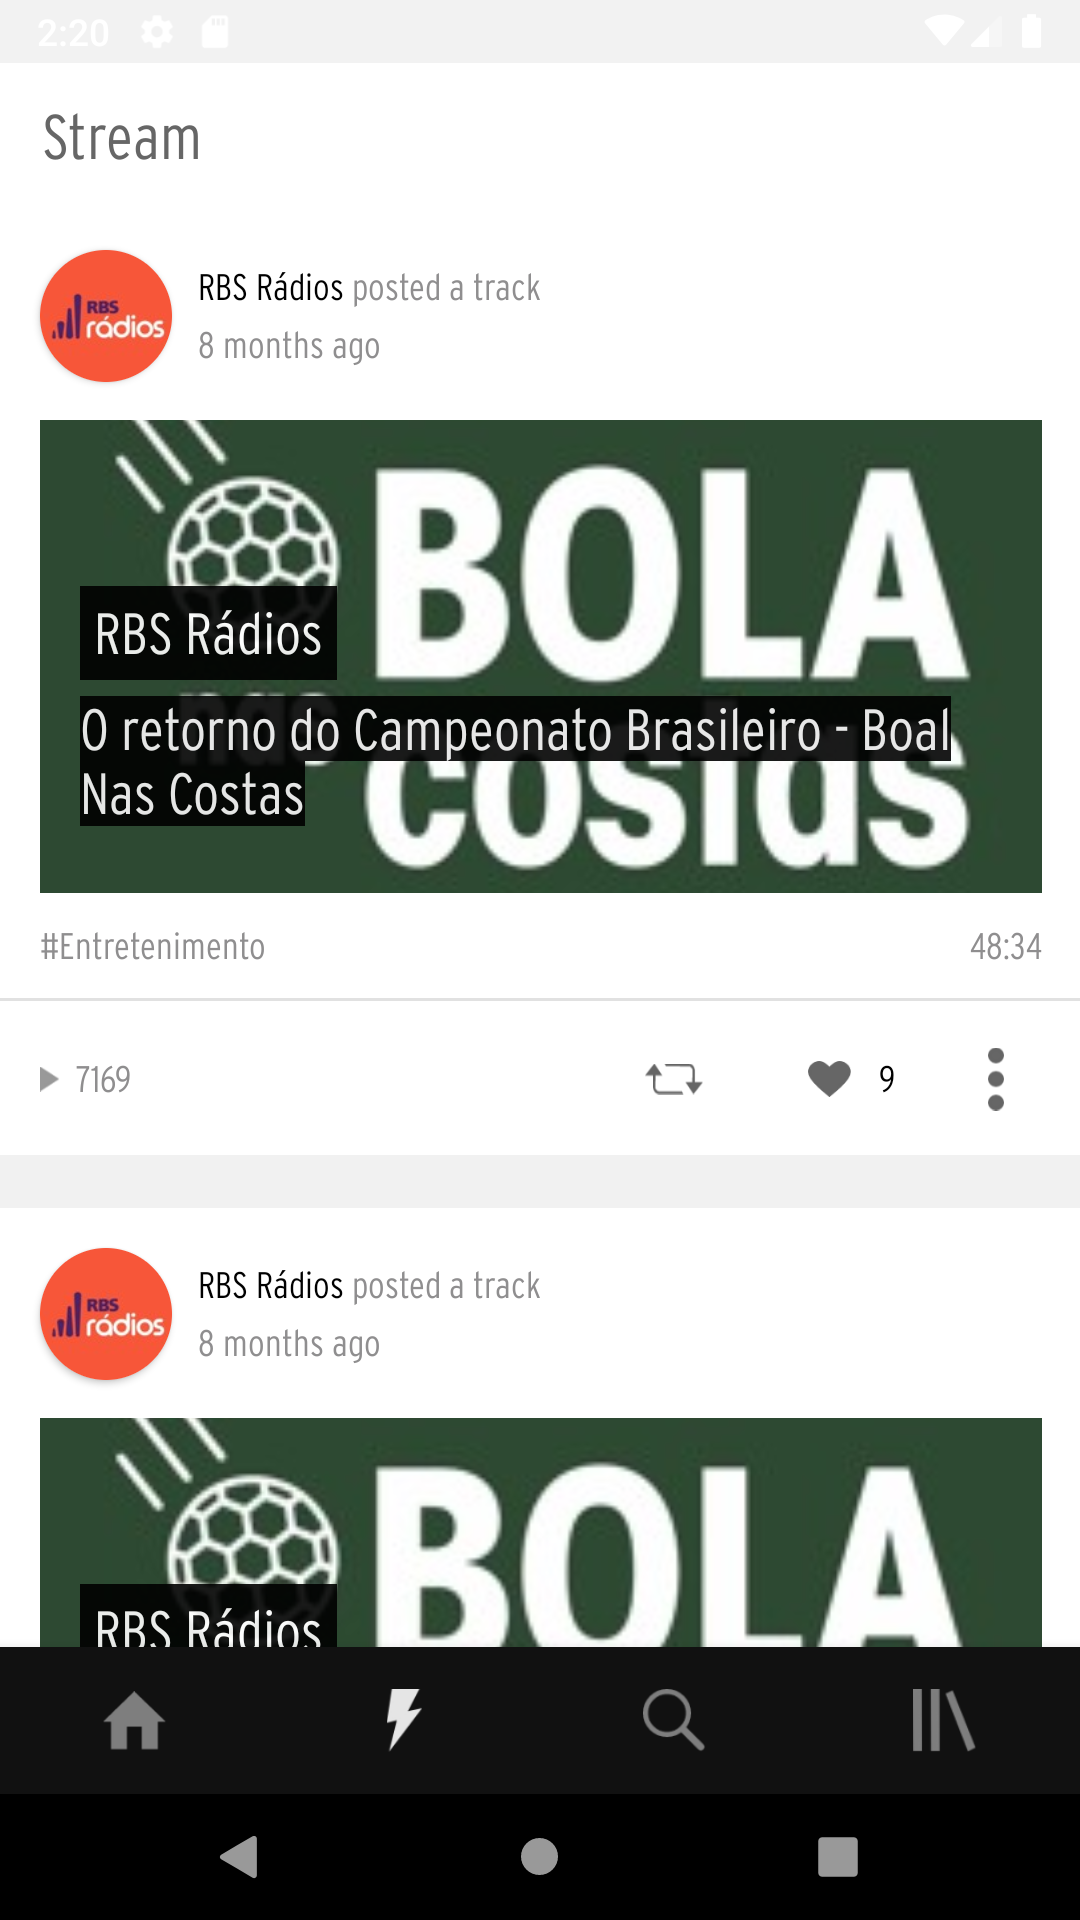 2:20
Stream
RBS Rádios posted a track
RBS
rádios
8 months ago
BOLA
RBS Rádios
nas
O retorno do Campeonato Brasileiro - Boal
Nas Costas
costas
#Entretenimento
48:34
7169
9
RBS Rádios posted a track
RBS
rádios
8 months ago
BOLA
RBS Rádios